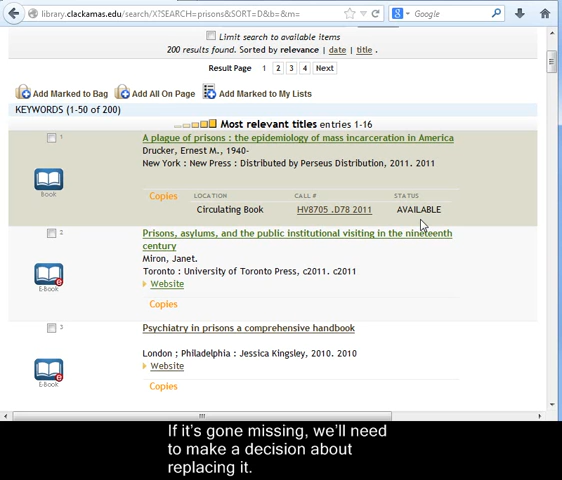 library.clackamas.edu/search/X?SEARCH=prisons&SORT=D&b=&m=
Google
Limit search to available items
200 results found. Sorted by relevance | date | title .
Result Page 1 2 3 4 Next
Add Marked to Bag Add All On Page Add Marked to My Lists
KEYWORDS (1-50 of 200)
Most relevant titles entries 1-16
1
A plague of prisons : the epidemiology of mass incarceration in America
Drucker, Ernest M., 1940-
New York : New Press : Distributed by Perseus Distribution, 2011. 2011
Book
Copies LOCATION CALL # STATUS
Circulating Book HV8705 .D78 2011 AVAILABLE
2
Prisons, asylums, and the public institutional visiting in the nineteenth
century
Miron, Janet.
Toronto : University of Toronto Press, c2011. c2011
Website
E-Book
Copies
3
Psychiatry in prisons a comprehensive handbook
London ; Philadelphia : Jessica Kingsley, 2010. 2010
Website
E-Book
Copies
If it's gone missing, we'll need
to make a decision about
replacing it.